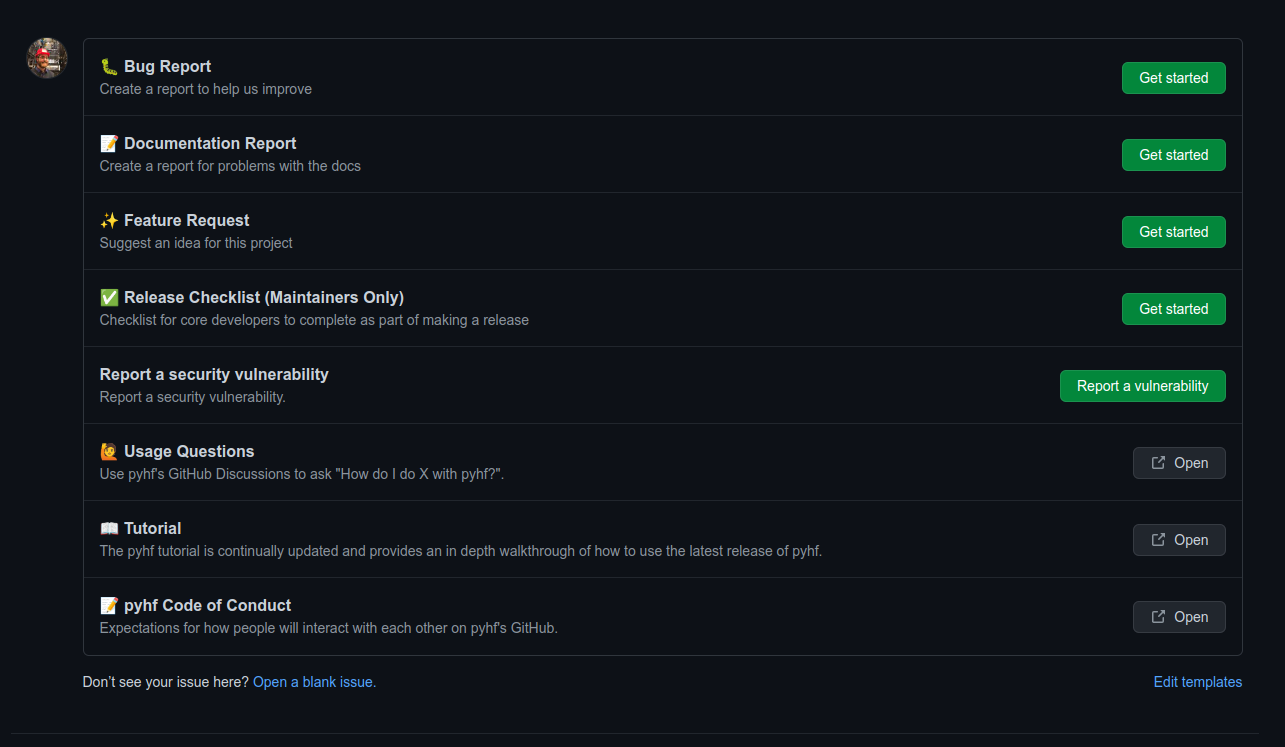 🐛 Bug Report
Create a report to help us improve
Get started
📝 Documentation Report
Create a report for problems with the docs
Get started
✨ Feature Request
Suggest an idea for this project
Get started
✅ Release Checklist (Maintainers Only)
Checklist for core developers to complete as part of making a release
Get started
Report a security vulnerability
Report a security vulnerability.
Report a vulnerability
🙋 Usage Questions
Use pyhf's GitHub Discussions to ask "How do I do X with pyhf?".
Open
📖 Tutorial
The pyhf tutorial is continually updated and provides an in depth walkthrough of how to use the latest release of pyhf.
Open
📝 pyhf Code of Conduct
Expectations for how people will interact with each other on pyhf's GitHub.
Open
Don’t see your issue here? Open a blank issue.
Edit templates